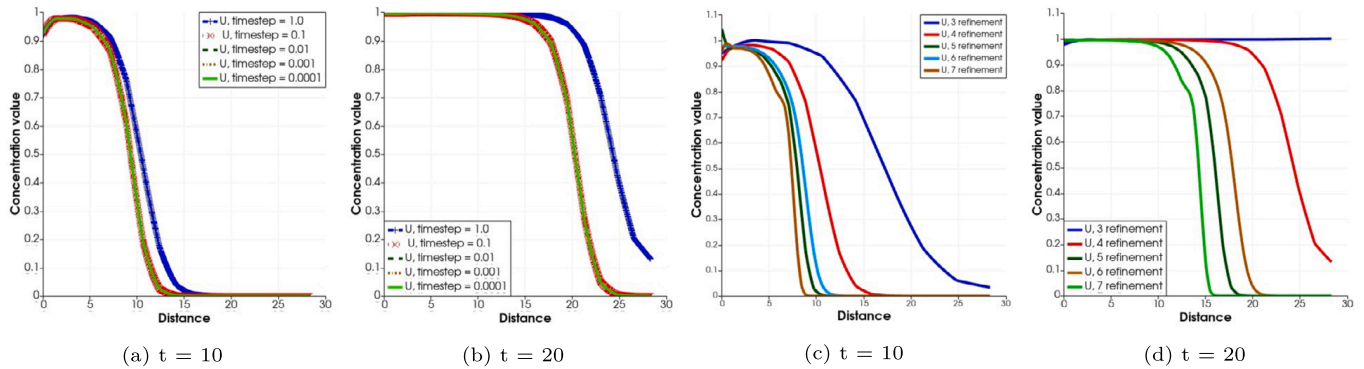 Concentration value
1
0.9
0.8
0.7
0.6
0.5
0.4
0.3
0.2
0.1
0
0 5 10 15 20 25 30
Distance
U, timestep = 1.0
U, timestep = 0.1
U, timestep = 0.01
U, timestep = 0.001
U, timestep = 0.0001
(a) t = 10
Concentration value
1
0.9
0.8
0.7
0.6
0.5
0.4
0.3
0.2
0.1
0
0 5 10 15 20 25 30
Distance
U, timestep = 1.0
U, timestep = 0.1
U, timestep = 0.01
U, timestep = 0.001
U, timestep = 0.0001
(b) t = 20
Concentration value
1.1
1
0.9
0.8
0.7
0.6
0.5
0.4
0.3
0.2
0.1
0
0 5 10 15 20 25 30
Distance
U, 3 refinement
U, 4 refinement
U, 5 refinement
U, 6 refinement
U, 7 refinement
(c) t = 10
Concentration value
1.1
1
0.9
0.8
0.7
0.6
0.5
0.4
0.3
0.2
0.1
0
0 5 10 15 20 25 30
Distance
U, 3 refinement
U, 4 refinement
U, 5 refinement
U, 6 refinement
U, 7 refinement
(d) t = 20